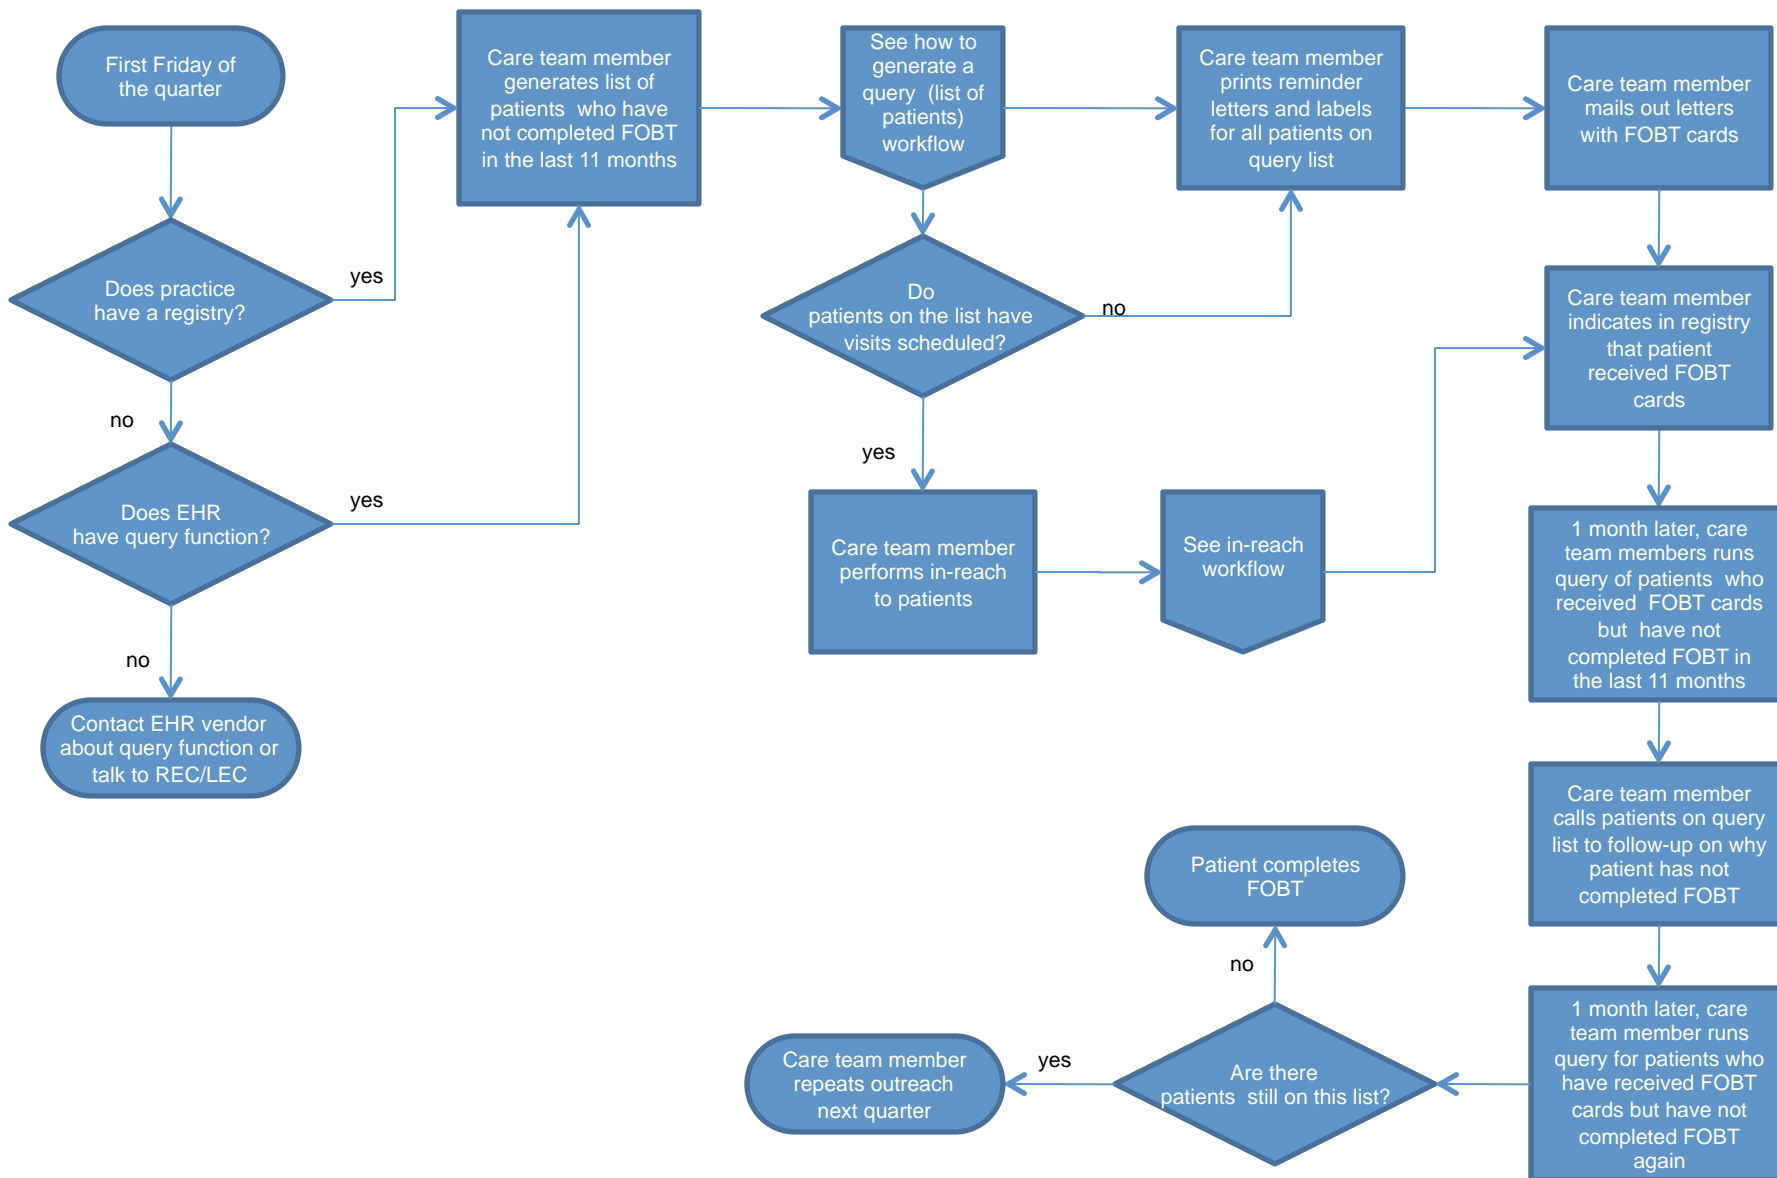 First Friday of
the quarter
Does practice
have a registry?
yes
no
Does EHR
have query function?
yes
no
Contact EHR vendor
about query function or
talk to REC/LEC
Care team member
generates list of
patients who have
not completed FOBT
in the last 11 months
See how to
generate a
query (list of
patients)
workflow
Do
patients on the list have
visits scheduled?
no
yes
Care team member
performs in-reach
to patients
See in-reach
workflow
Care team member
prints reminder
letters and labels
for all patients on
query list
Care team member
mails out letters
with FOBT cards
Care team member
indicates in registry
that patient
received FOBT
cards
1 month later, care
team members runs
query of patients who
received FOBT cards
but have not
completed FOBT in
the last 11 months
Care team member
calls patients on query
list to follow-up on why
patient has not
completed FOBT
1 month later, care
team member runs
query for patients who
have received FOBT
cards but have not
completed FOBT
again
Are there
patients still on this list?
no
Patient completes
FOBT
yes
Care team member
repeats outreach
next quarter